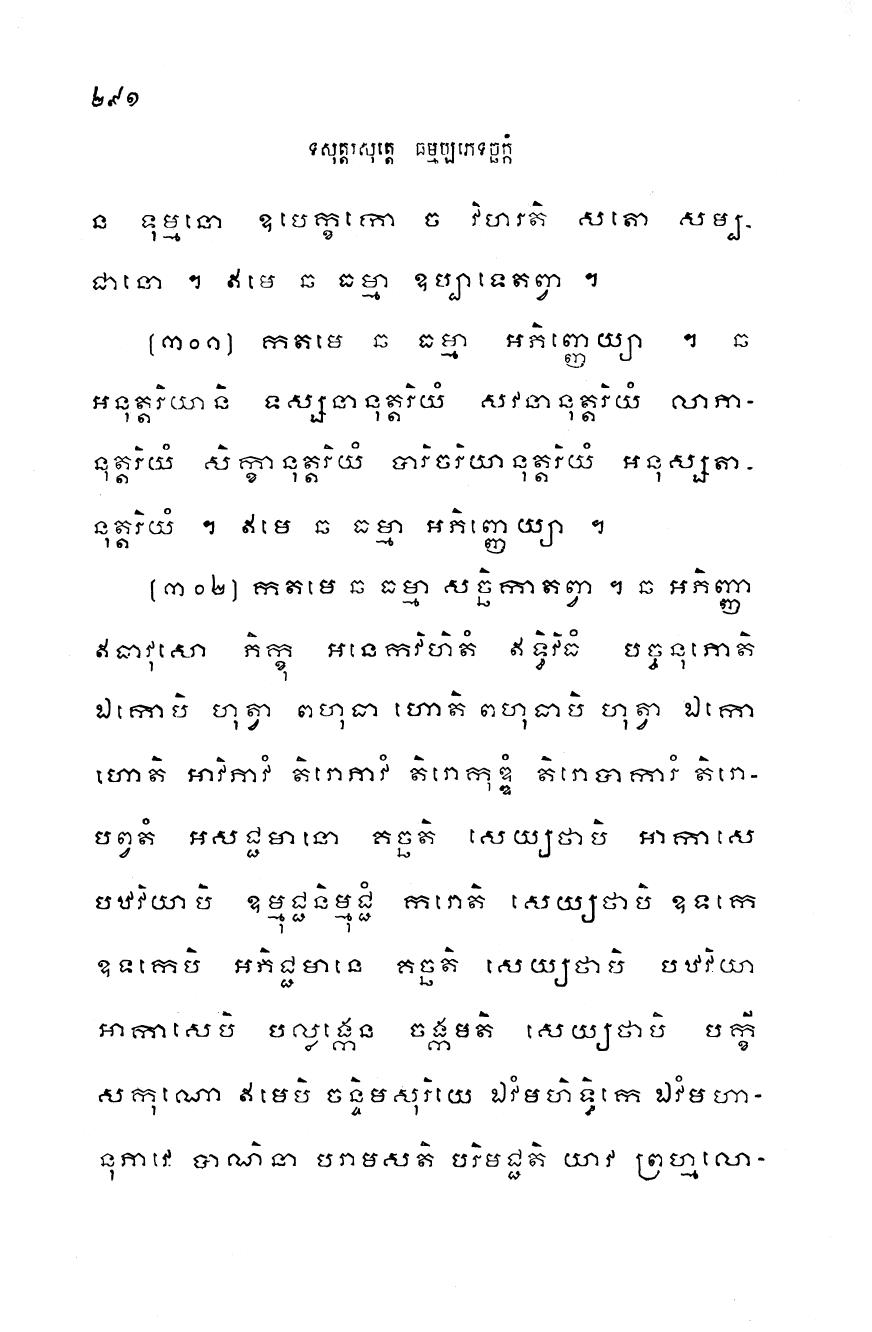 ២៩១
ទសុត្តរសុត្តេ ធម្មប្បភេទច្ឆក្កំ
ន ទុម្មនោ ឧបេក្ខកោ ច វិហរតិ សតោ សម្ប-
ជានោ ។ ឥមេ ឆ ធម្មា ឧប្បាទេតព្វា ។
(៣០១) កតមេ ឆ ធម្មា អភិញ្ញេយ្យា ។ ឆ
អនុត្តរិយានិ ទស្សនានុត្តរិយំ សវនានុត្តរិយំ លាភា-
នុត្តរិយំ សិក្ខានុត្តរិយំ បារិចរិយានុត្តរិយំ អនុស្សតា-
នុត្តរិយំ ។ ឥមេ ឆ ធម្មា អភិញ្ញេយ្យា ។
(៣០២) កតមេ ឆ ធម្មា សច្ឆិកាតព្វា ។ ឆ អភិញ្ញា
ឥធាវុសោ ភិក្ខុ អនេកវិហិតំ ឥទ្ធិវិធំ បច្ចនុភោតិ
ឯកោបិ ហុត្វា ពហុធា ហោតិ ពហុធាបិ ហុត្វា ឯកោ
ហោតិ អាវិភាវំ តិរោភាវំ តិរោកុឌ្ឌំ តិរោបាការំ តិរោ-
បព្វតំ អសជ្ជមានោ គច្ឆតិ សេយ្យថាបិ អាកាសេ
បឋវិយាបិ ឧម្មុជ្ជនិម្មុជ្ជំ ករោតិ សេយ្យថាបិ ឧទកេ
ឧទកេបិ អភិជ្ជមានេ គច្ឆតិ សេយ្យថាបិ បឋវិយា
អាកាសេបិ បល្លង្កេន ចង្កមតិ សេយ្យថាបិ បក្ខី
សកុណោ ឥមេបិ ចន្ទិមសុរិយេ ឯវំមហិទ្ធិកេ ឯវំមហា-
នុភាវេ បាណិនា បរាមសតិ បរិមជ្ជតិ យាវ ព្រហ្មលោ-